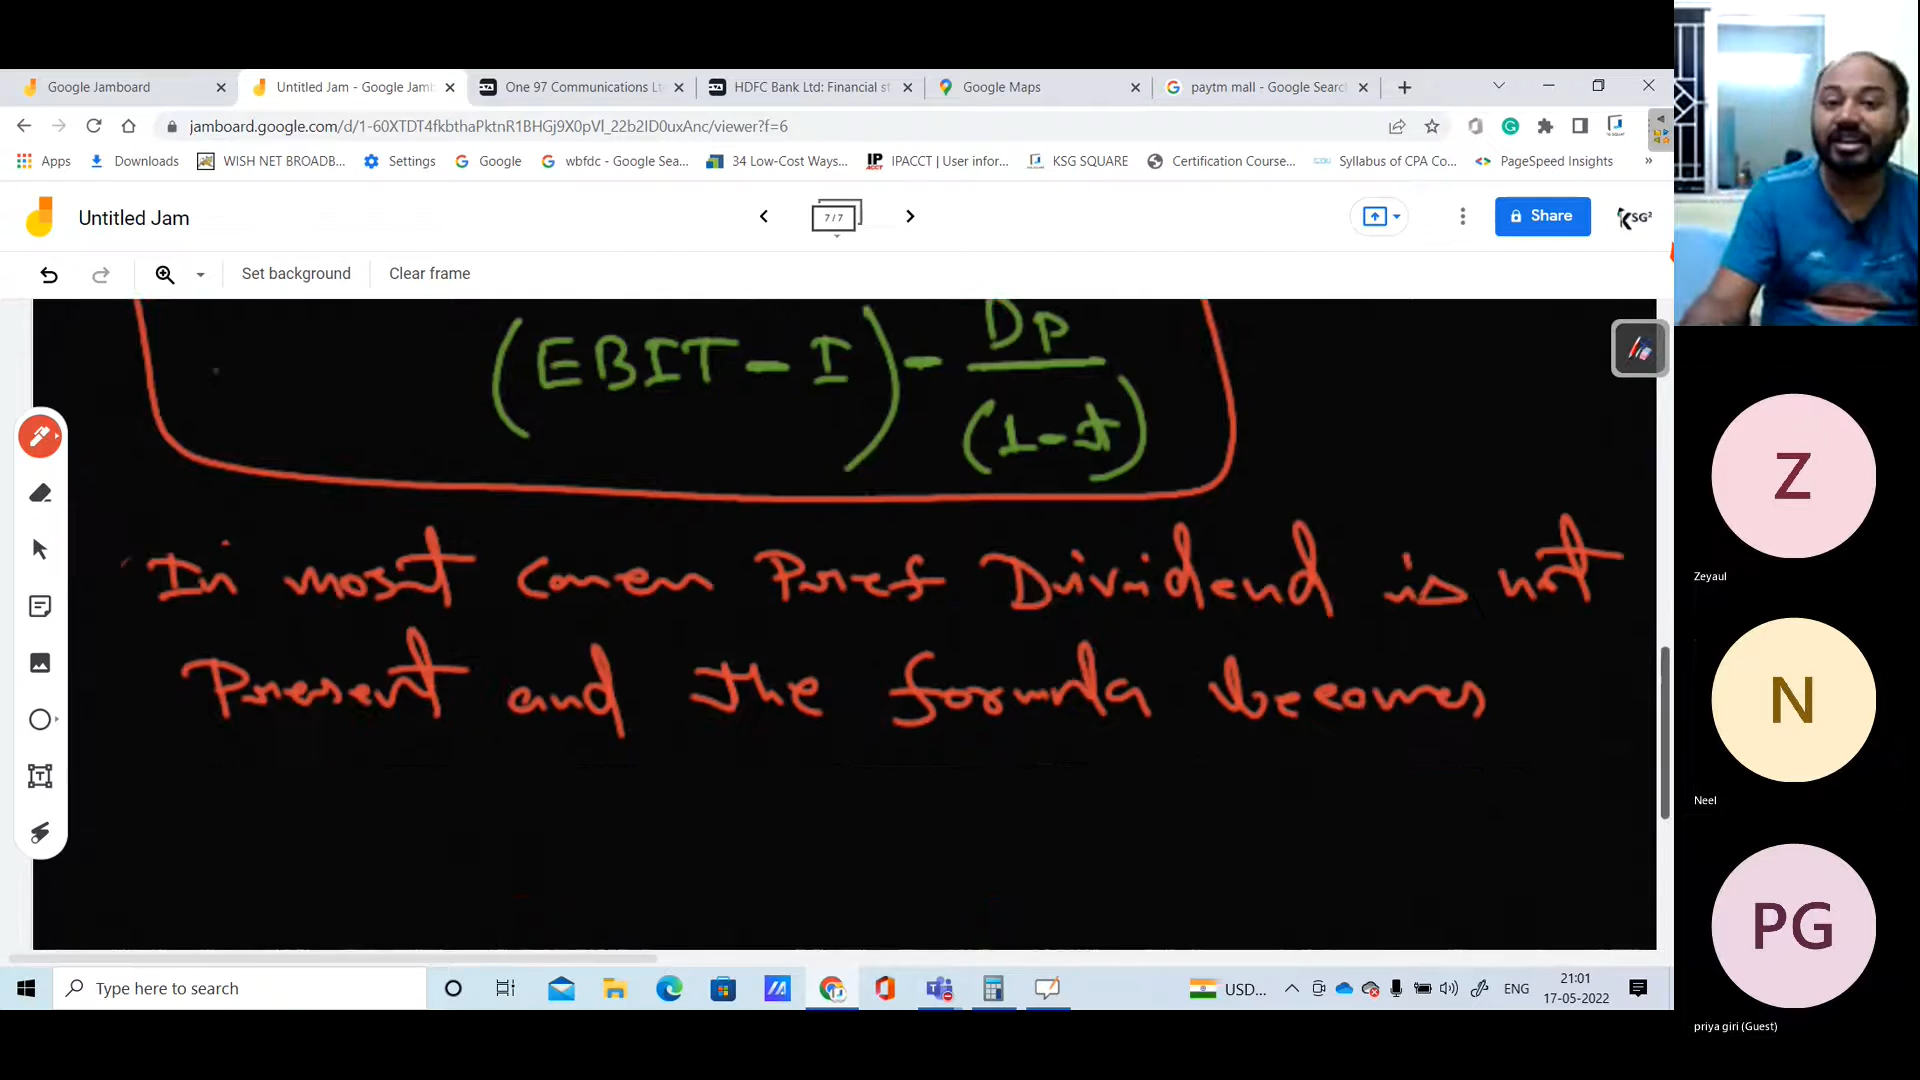 Google Jamboard
Untitled Jam - Google Jamb
One 97 Communications Lt
HDFC Bank Ltd: Financial st
Google Maps
paytm mall - Google Search
jamboard.google.com/d/1-60XTDT4fkbthaPktnR1BHGj9X0pVl_22b2ID0uxAnc/viewer?f=6
Apps
Downloads
WISH NET BROADB...
Settings
Google
wbfdc - Google Sea...
34 Low-Cost Ways...
IPACCT | User infor...
KSG SQUARE
Certification Course...
Syllabus of CPA Co...
PageSpeed Insights
»
Untitled Jam
7 / 7
Share
KSG²
Set background
Clear frame
(EBIT - I) - Dp
(1-t)
In most cases Pref Dividend is not
Present and the formula becomes
Type here to search
USD...
ENG
21:01
17-05-2022
Z
Zeyaul
N
Neel
PG
priya giri (Guest)